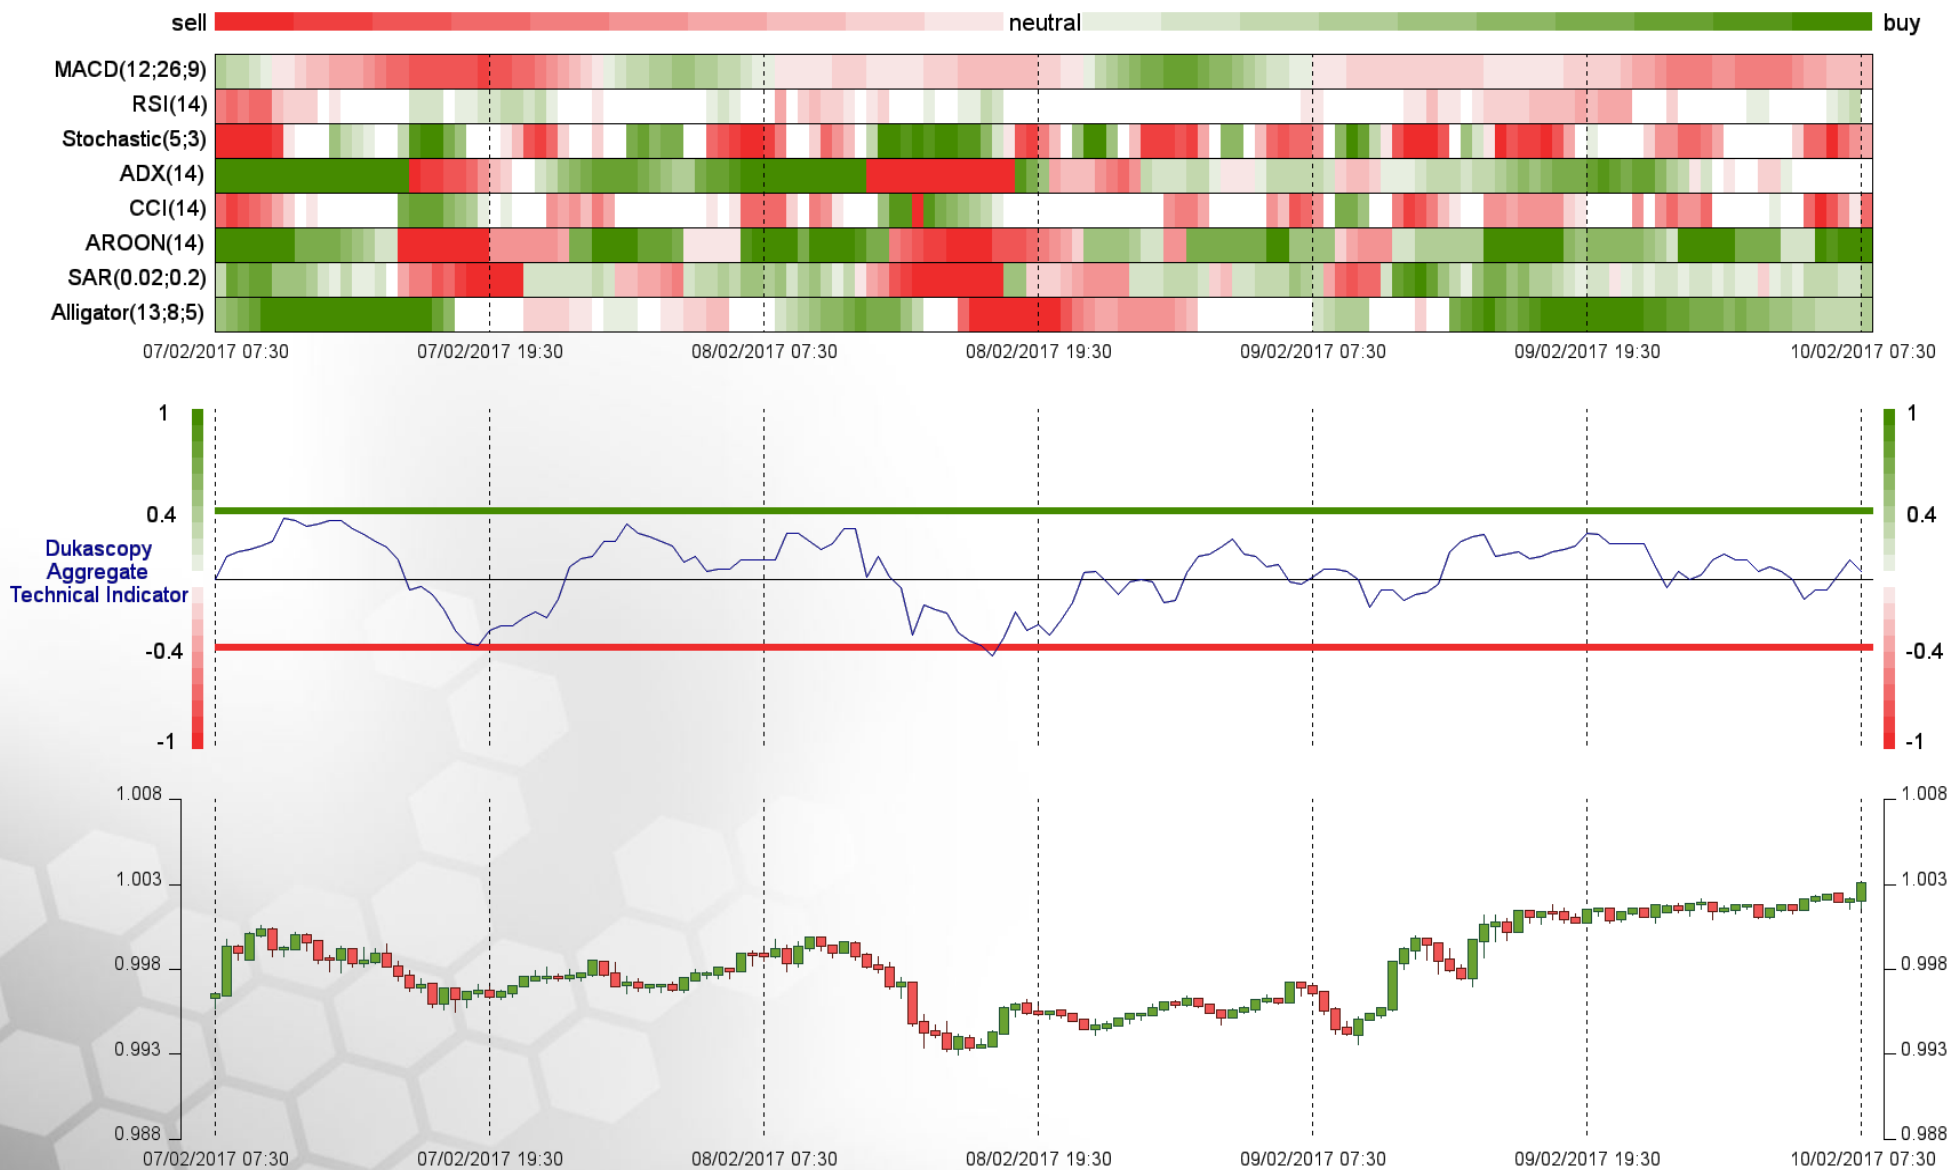 sell neutral buy
MACD(12;26;9)
RSI(14)
Stochastic(5;3)
ADX(14)
CCI(14)
AROON(14)
SAR(0.02;0.2)
Alligator(13;8;5)
07/02/2017 07:30 07/02/2017 19:30 08/02/2017 07:30 08/02/2017 19:30 09/02/2017 07:30 09/02/2017 19:30 10/02/2017 07:30
1 1
0.4 0.4
Dukascopy
Aggregate
Technical Indicator
-0.4 -0.4
-1 -1
1.008 1.008
1.003 1.003
0.998 0.998
0.993 0.993
0.988 0.988
07/02/2017 07:30 07/02/2017 19:30 08/02/2017 07:30 08/02/2017 19:30 09/02/2017 07:30 09/02/2017 19:30 10/02/2017 07:30